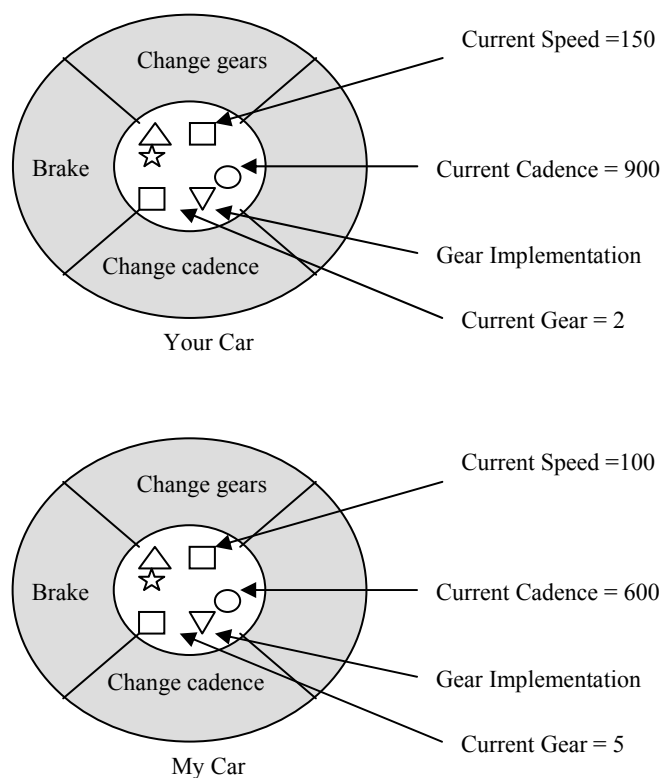 Current Speed =150
Change gears
Brake
Current Cadence = 900
Gear Implementation
Change cadence
Current Gear = 2
Your Car
Current Speed =100
Change gears
Brake
Current Cadence = 600
Gear Implementation
Change cadence
Current Gear = 5
My Car